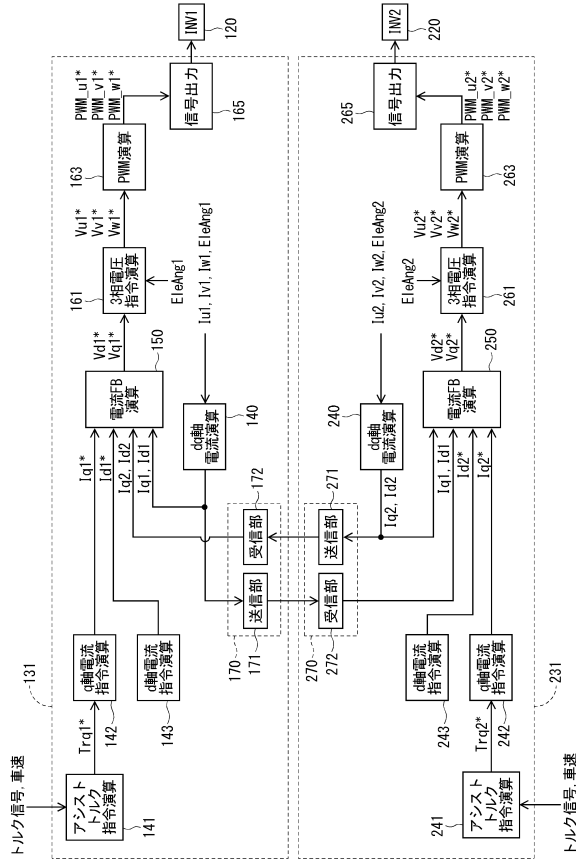 トルク信号, 車速
アシスト
トルク
指令演算
141
Trq1*
131
q軸電流
指令演算
142
d軸電流
指令演算
143
Iq1*
Id1*
Iq2, Id2
Iq1, Id1
電流FB
演算
150
Vd1*
Vq1*
3相電圧
指令演算
161
EleAng1
Vu1*
Vv1*
Vw1*
PWM演算
163
PWM_u1*
PWM_v1*
PWM_w1*
信号出力
165
INV1
120
Iu1, Iv1, Iw1, EleAng1
dq軸
電流演算
140
送信部
171
受信部
172
170
受信部
272
送信部
271
270
Iq2, Id2
dq軸
電流演算
240
Iu2, Iv2, Iw2, EleAng2
トルク信号, 車速
アシスト
トルク
指令演算
241
Trq2*
231
d軸電流
指令演算
243
q軸電流
指令演算
242
Iq1, Id1
Id2*
Iq2*
電流FB
演算
250
Vd2*
Vq2*
EleAng2
3相電圧
指令演算
261
Vu2*
Vv2*
Vw2*
PWM演算
263
PWM_u2*
PWM_v2*
PWM_w2*
信号出力
265
INV2
220